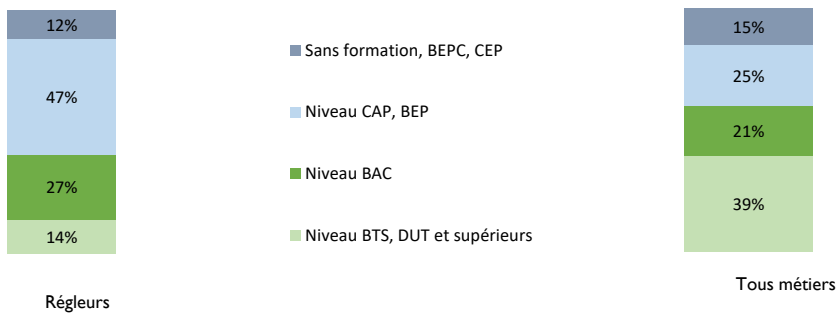 12%
47%
27%
14%
Régleurs
Sans formation, BEPC, CEP
Niveau CAP, BEP
Niveau BAC
Niveau BTS, DUT et supérieurs
15%
25%
21%
39%
Tous métiers